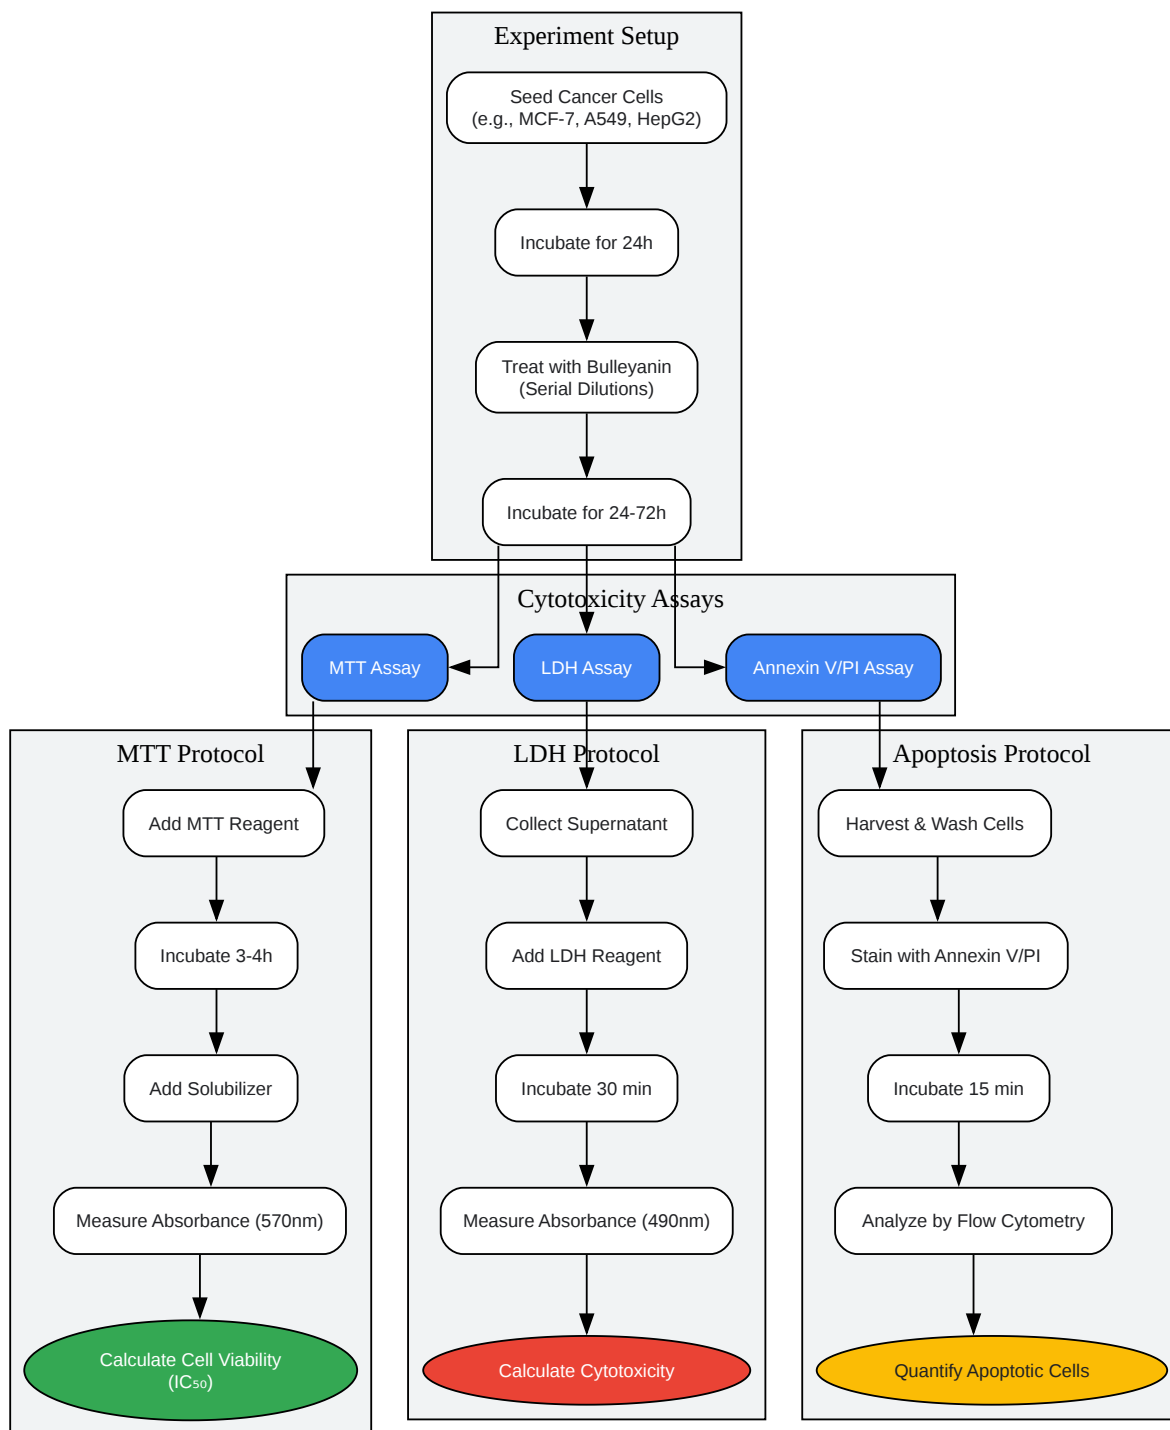 Experiment Setup
Seed Cancer Cells
(e.g., MCF-7, A549, HepG2)
Incubate for 24h
Treat with Bulleyanin
(Serial Dilutions)
Incubate for 24-72h
Cytotoxicity Assays
MTT Assay
LDH Assay
Annexin V/PI Assay
MTT Protocol
Add MTT Reagent
Incubate 3-4h
Add Solubilizer
Measure Absorbance (570nm)
Calculate Cell Viability
(IC₅₀)
LDH Protocol
Collect Supernatant
Add LDH Reagent
Incubate 30 min
Measure Absorbance (490nm)
Calculate Cytotoxicity
Apoptosis Protocol
Harvest & Wash Cells
Stain with Annexin V/PI
Incubate 15 min
Analyze by Flow Cytometry
Quantify Apoptotic Cells